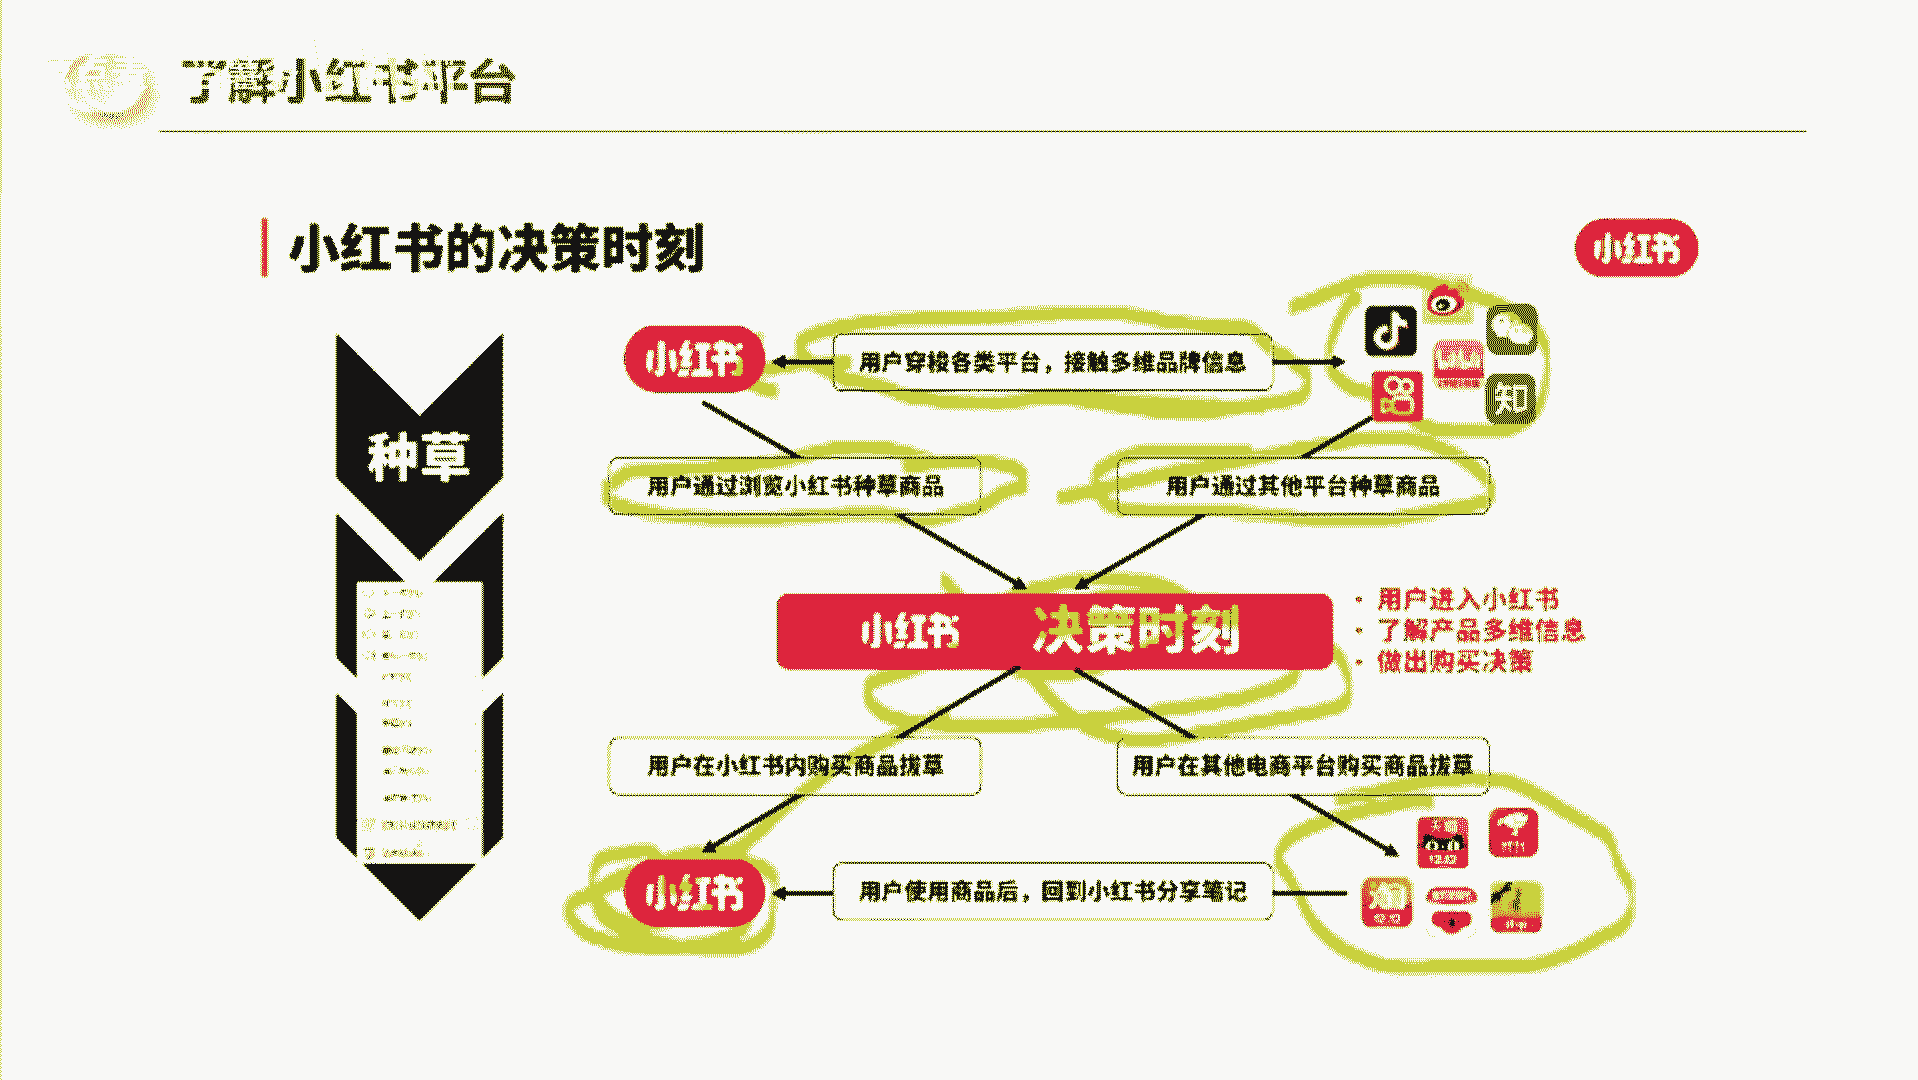 了解小红书平台
小红书的决策时刻
小红书
小红书
用户穿梭各类平台，接触多维品牌信息
知
种草
用户通过浏览小红书种草商品
用户通过其他平台种草商品
小红书 决策时刻
• 用户进入小红书
• 了解产品多维信息
• 做出购买决策
用户在小红书内购买商品拔草
用户在其他电商平台购买商品拔草
天猫
12.12
小红书
用户使用商品后，回到小红书分享笔记
淘
12.12